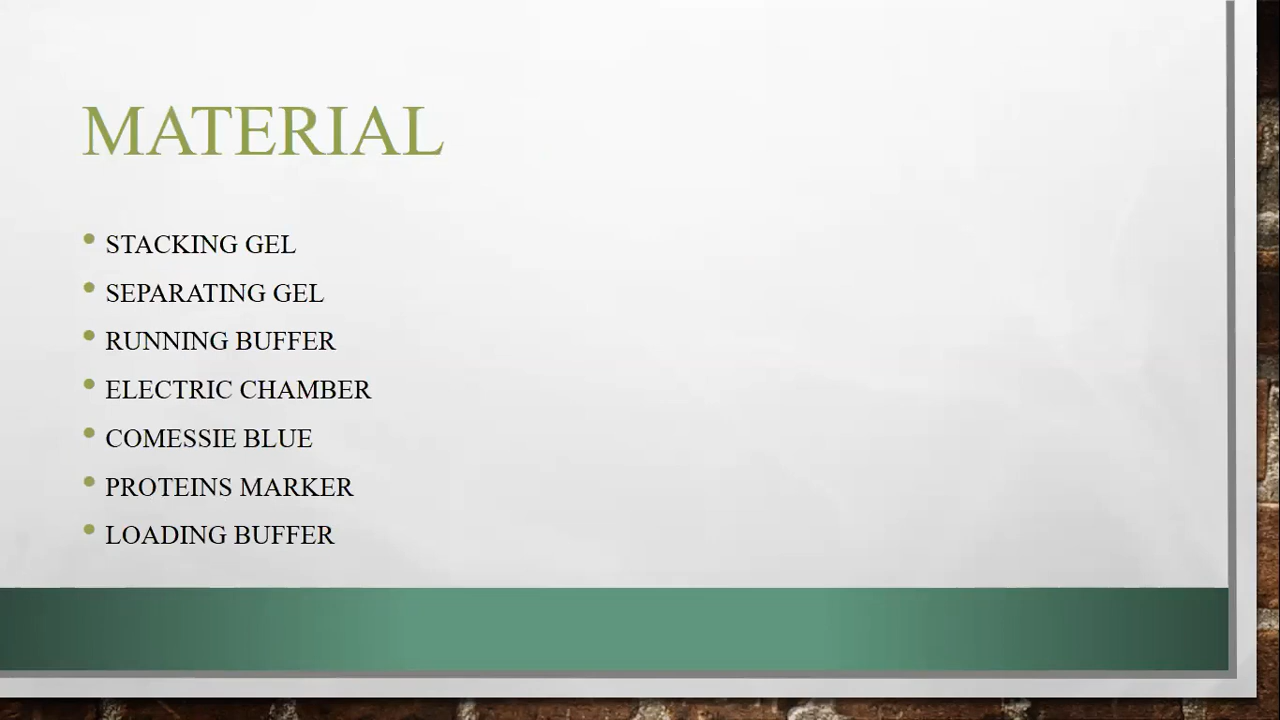 MATERIAL
• STACKING GEL
• SEPARATING GEL
• RUNNING BUFFER
• ELECTRIC CHAMBER
• COMESSIE BLUE
• PROTEINS MARKER
• LOADING BUFFER